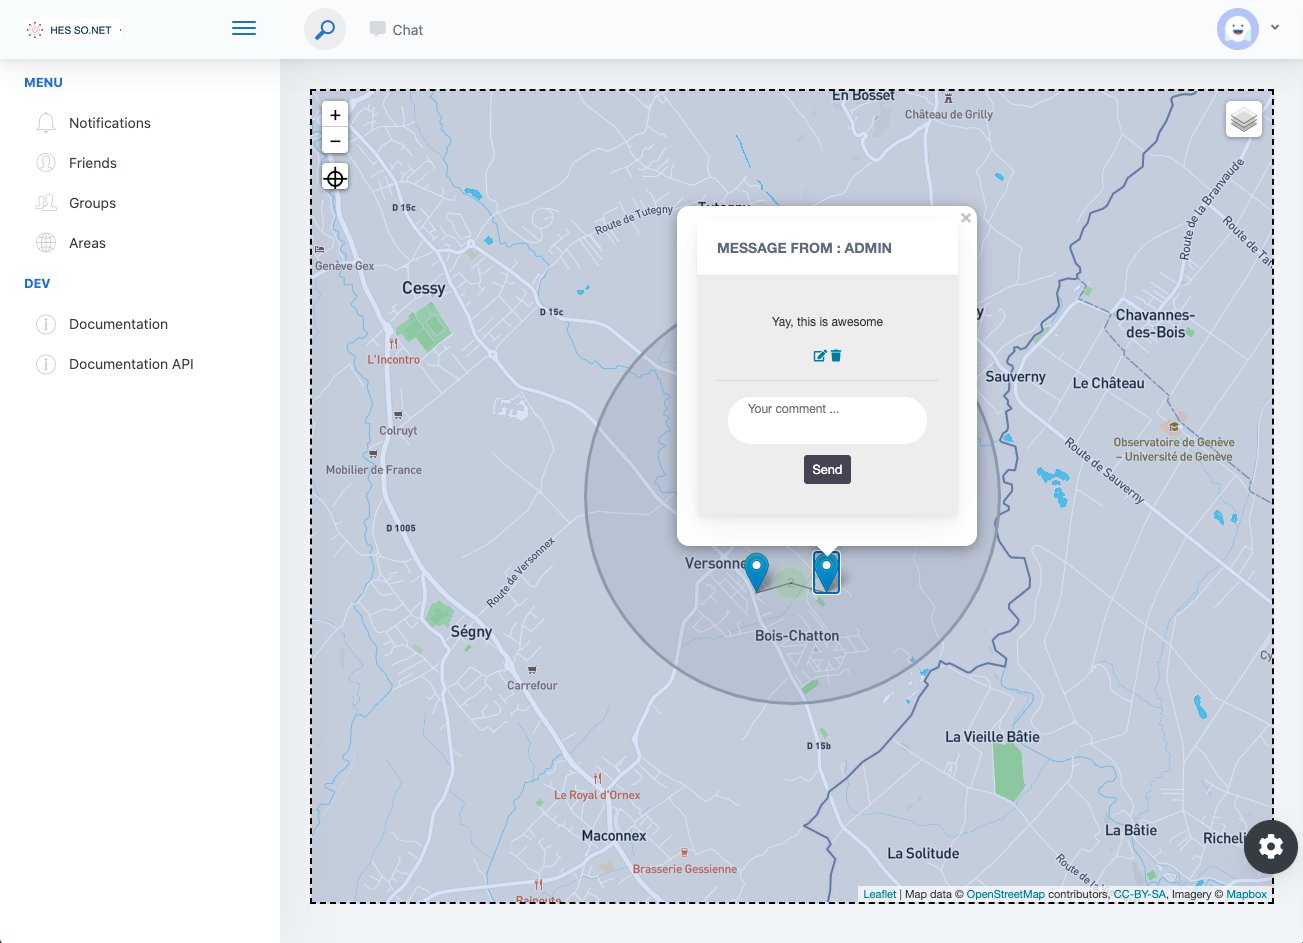 HES SO.NET
Chat
MENU
Notifications
Friends
Groups
Areas
DEV
Documentation
Documentation API
+
−
En Bosset
Château de Grilly
D 15c
Route de Tutegny
Route de la Branvaude
Genève Gex
Cessy
D 15c
L'Incontro
Chavannes-
des-Bois
×
MESSAGE FROM : ADMIN
Yay, this is awesome
Your comment ...
Send
Sauverny
Le Château
Colruyt
Mobilier de France
Observatoire de Genève
– Université de Genève
Route de Sauverny
D 1005
Route de Versonnex
Versonne
2
Bois-Chatton
Ségny
Carrefour
La Vieille Bâtie
D 15b
Le Royal d'Ornex
Maconnex
La Bâtie
Richeli
La Solitude
Brasserie Gessienne
Route de la
Leaflet | Map data © OpenStreetMap contributors, CC-BY-SA, Imagery © Mapbox